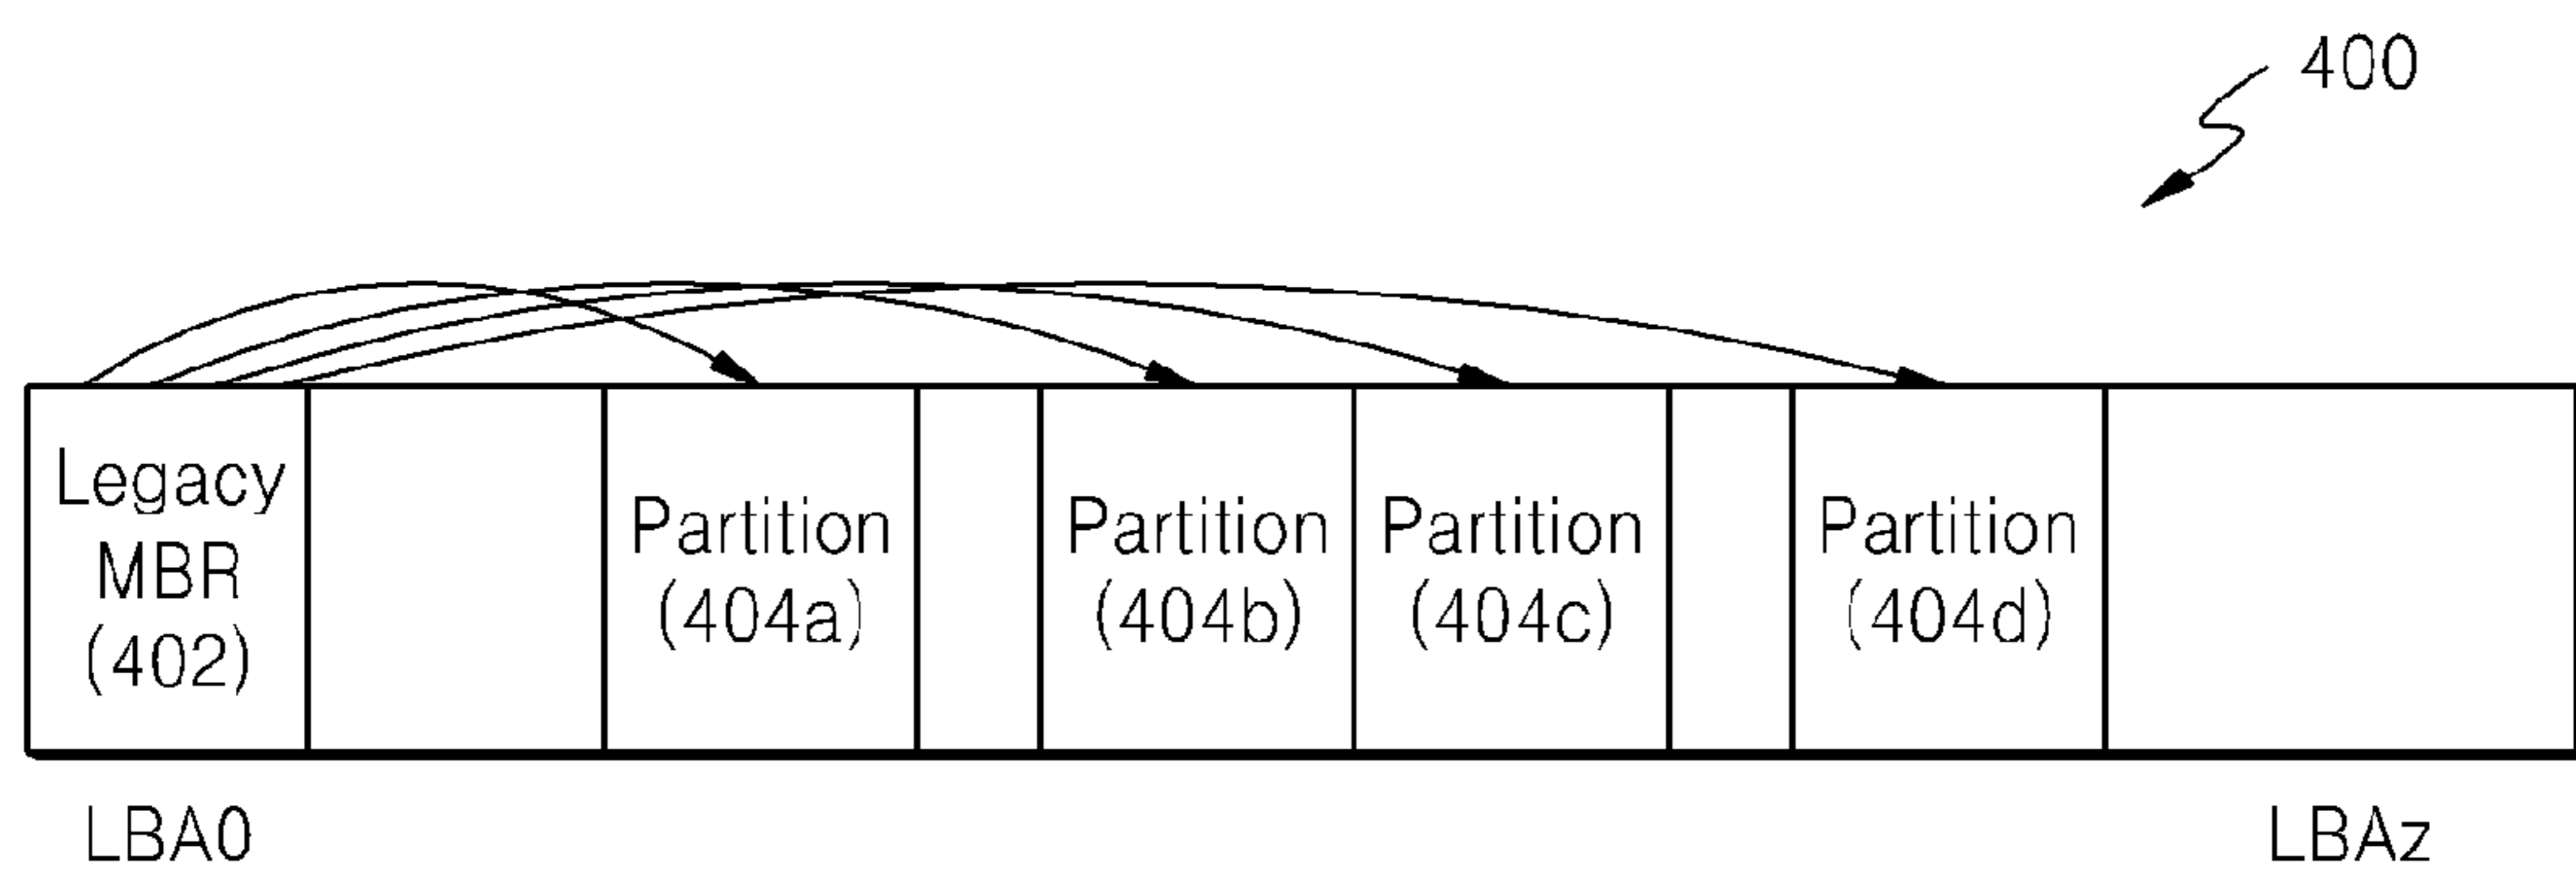 400
Legacy
MBR
(402)
Partition
(404a)
Partition
(404b)
Partition
(404c)
Partition
(404d)
LBA0
LBAz